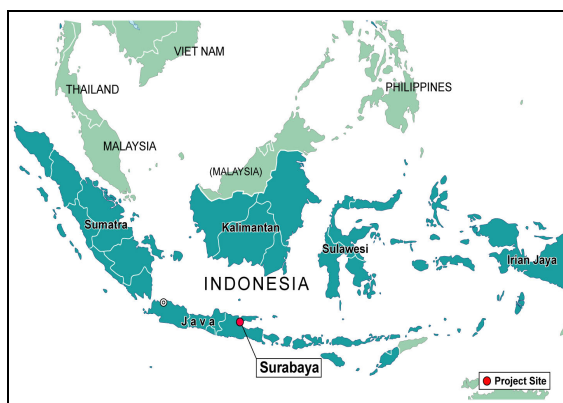 VIET NAM
THAILAND
PHILIPPINES
MALAYSIA
(MALAYSIA)
Sumatra
Kalimantan
Sulawesi
Irian Jaya
INDONESIA
Java
Surabaya
Project Site